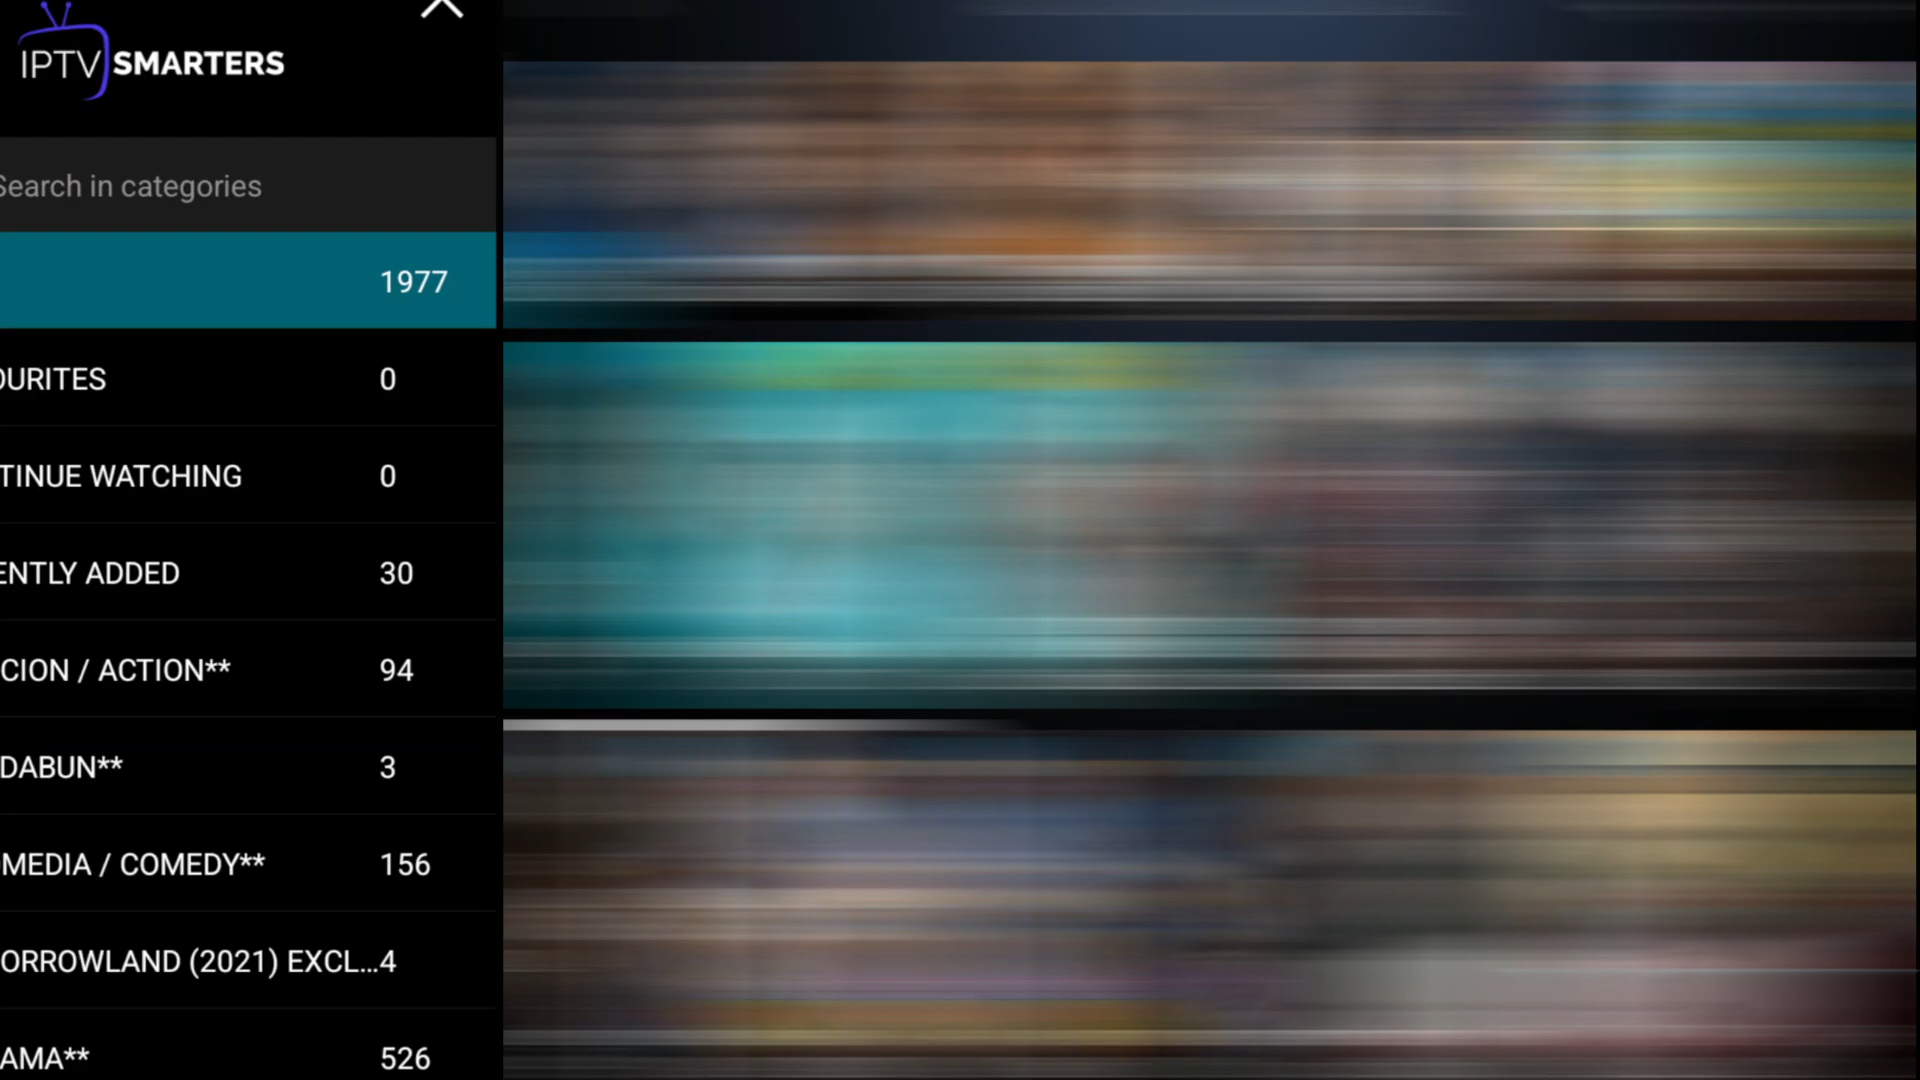 IPTV SMARTERS
Search in categories
1977
OURITES 0
TINUE WATCHING 0
ENTLY ADDED 30
CION / ACTION** 94
DABUN** 3
MEDIA / COMEDY** 156
ORROWLAND (2021) EXCL...4
AMA** 526